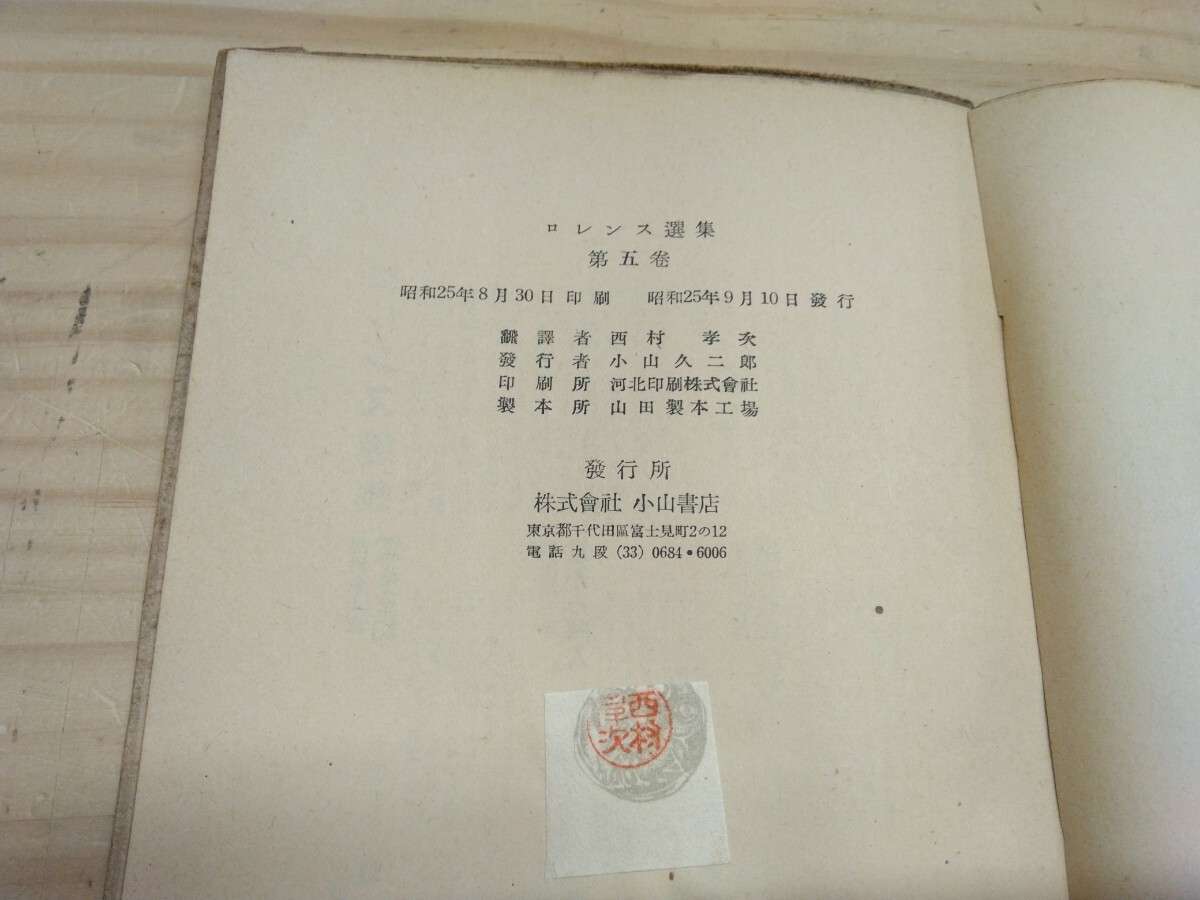 ロレンス選集
第五卷
昭和25年8月30日 印刷　昭和25年9月10日 發行
飜譯者 西村 孝次
發行者 小山久二郎
印刷所 河北印刷株式會社
製本所 山田製本工場
發行所
株式會社 小山書店
東京都千代田區富士見町2の12
電話九段 (33) 0684・6006
西村
孝次